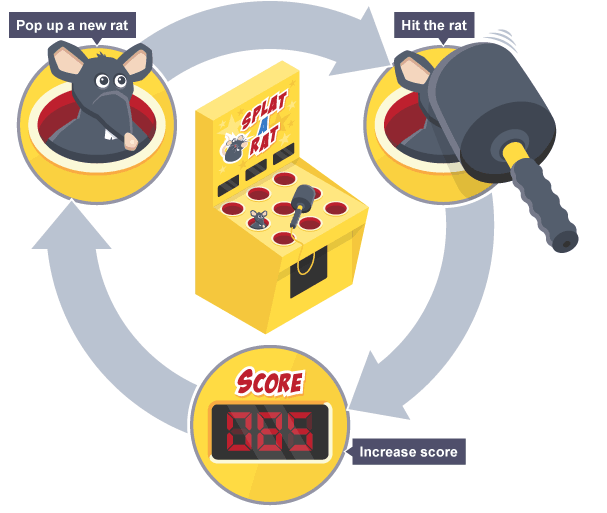 Pop up a new rat
Hit the rat
SPLAT
A
RAT
SCORE
085
Increase score